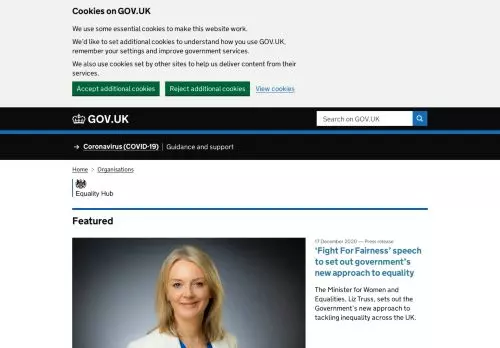 Cookies on GOV.UK
We use some essential cookies to make this website work.
We'd like to set additional cookies to understand how you use GOV.UK,
remember your settings and improve government services.
We also use cookies set by other sites to help us deliver content from their
services.
Accept additional cookies
Reject additional cookies
View cookies
GOV.UK
Search on GOV.UK
→ Coronavirus (COVID-19) | Guidance and support
Home > Organisations
Equality Hub
Featured
17 December 2020 — Press release
'Fight For Fairness' speech
to set out government's
new approach to equality
The Minister for Women and
Equalities, Liz Truss, sets out the
Government's new approach to
tackling inequality across the UK.